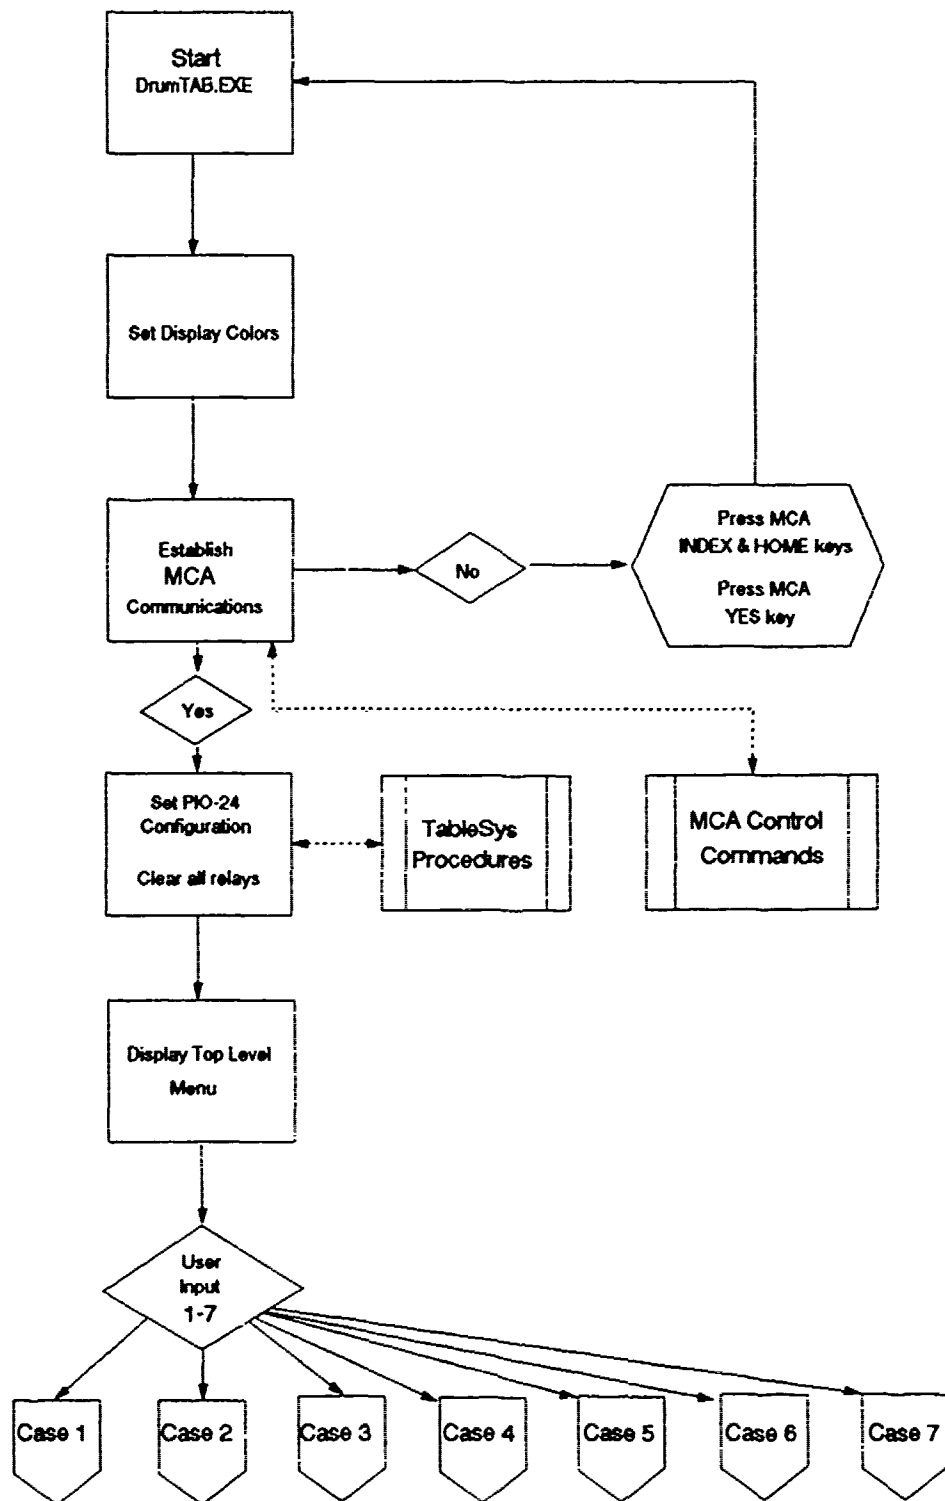 Start
DrumTAB.EXE
Set Display Colors
Establish
MCA
Communications
No
Press MCA
INDEX & HOME keys
Press MCA
YES key
Yes
Set PIO-24
Configuration
Clear all relays
TableSys
Procedures
MCA Control
Commands
Display Top Level
Menu
User
Input
1-7
Case 1
Case 2
Case 3
Case 4
Case 5
Case 6
Case 7